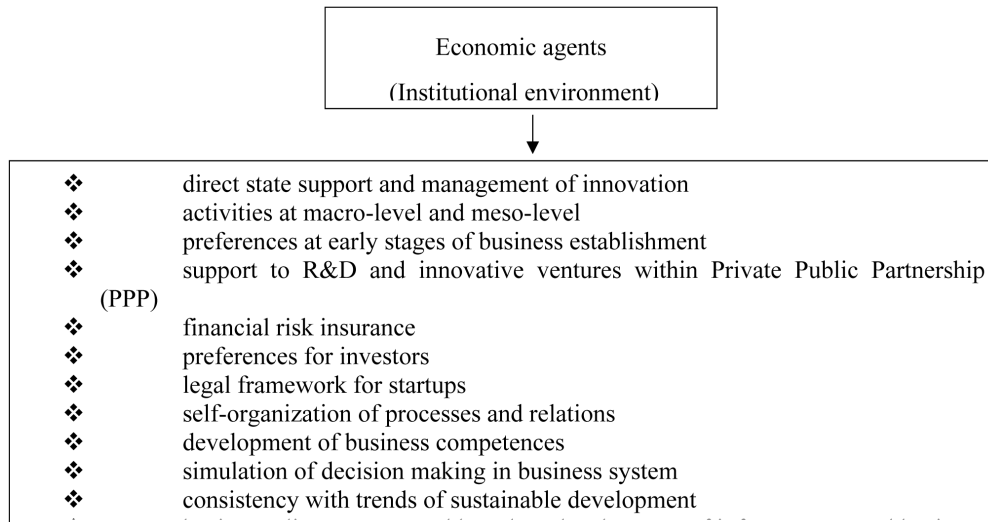 Economic agents
(Institutional environment)
❖ direct state support and management of innovation
❖ activities at macro-level and meso-level
❖ preferences at early stages of business establishment
❖ support to R&D and innovative ventures within Private Public Partnership
(PPP)
❖ financial risk insurance
❖ preferences for investors
❖ legal framework for startups
❖ self-organization of processes and relations
❖ development of business competences
❖ simulation of decision making in business system
❖ consistency with trends of sustainable development